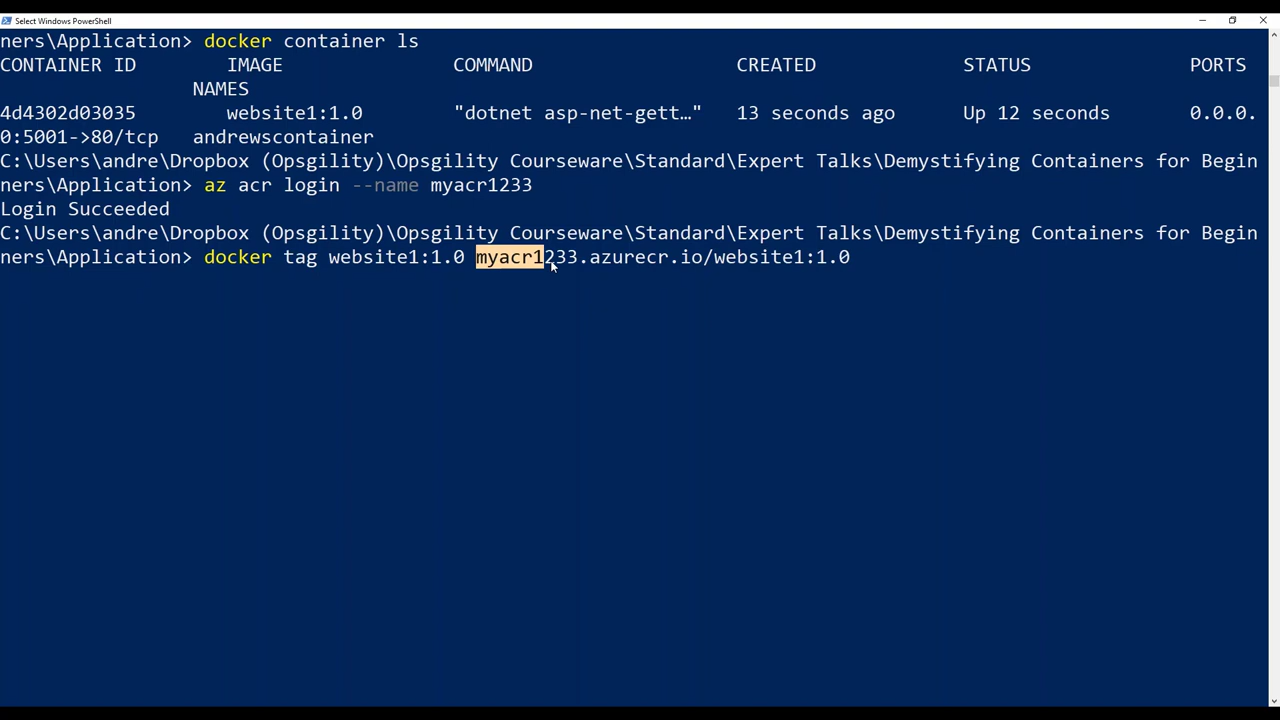 Select Windows PowerShell
ners\Application> docker container ls
CONTAINER ID IMAGE COMMAND CREATED STATUS PORTS
NAMES
4d4302d03035 website1:1.0 "dotnet asp-net-gett…" 13 seconds ago Up 12 seconds 0.0.0.
0:5001->80/tcp andrewscontainer
C:\Users\andre\Dropbox (Opsgility)\Opsgility Courseware\Standard\Expert Talks\Demystifying Containers for Begin
ners\Application> az acr login --name myacr1233
Login Succeeded
C:\Users\andre\Dropbox (Opsgility)\Opsgility Courseware\Standard\Expert Talks\Demystifying Containers for Begin
ners\Application> docker tag website1:1.0 myacr1233.azurecr.io/website1:1.0